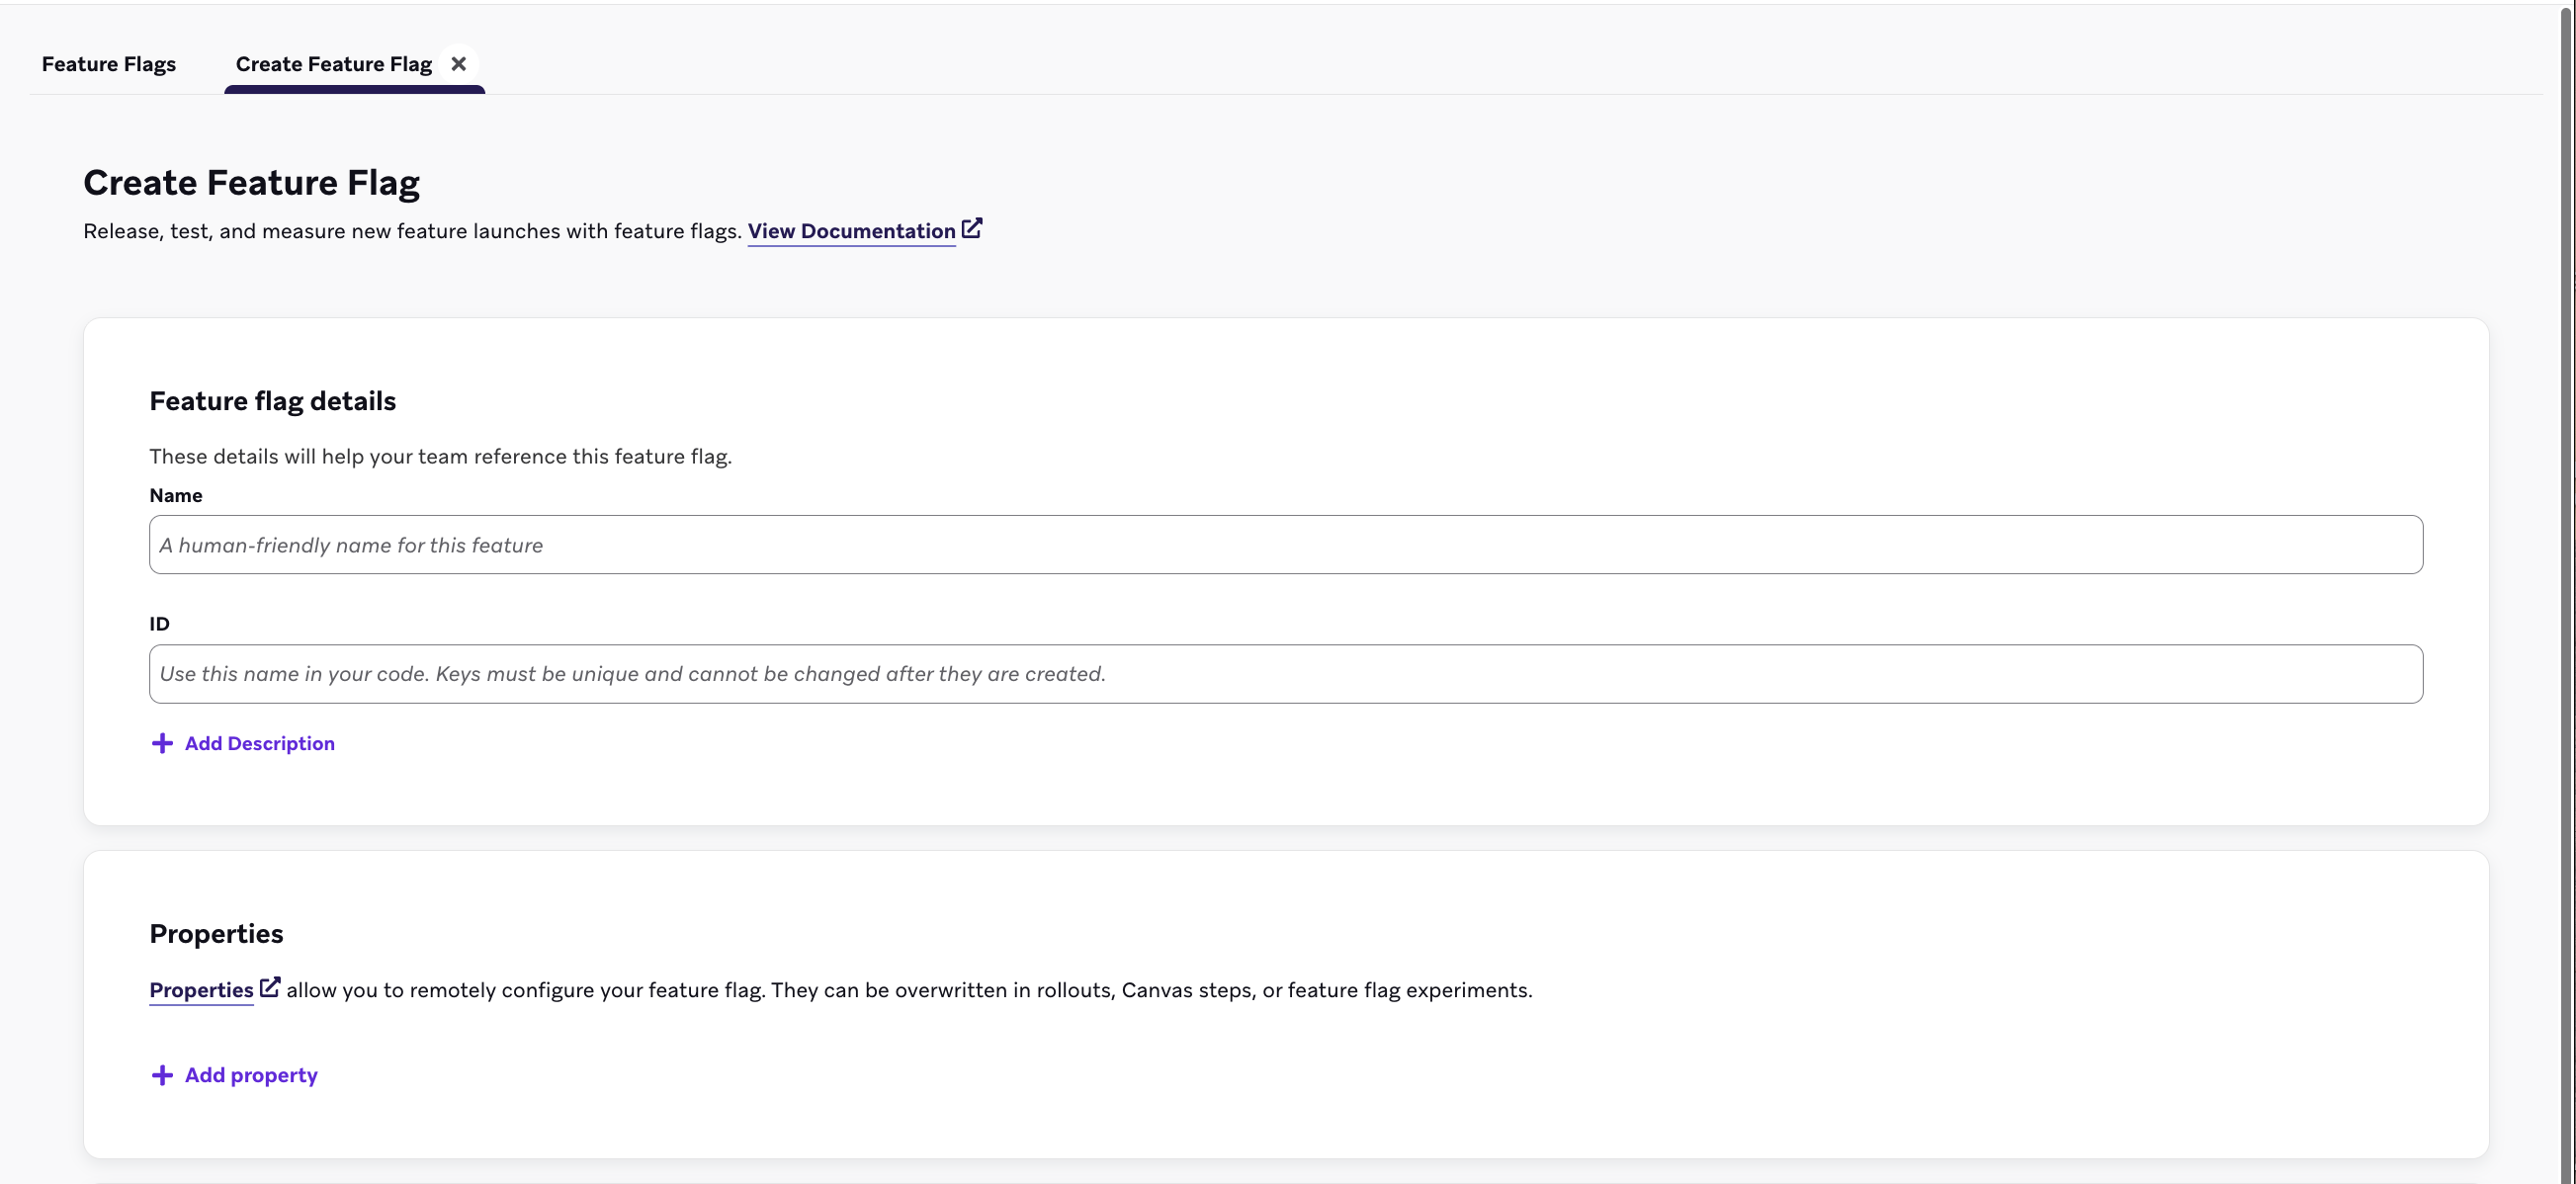 Feature Flags
Create Feature Flag
Create Feature Flag
Release, test, and measure new feature launches with feature flags. View Documentation
Feature flag details
These details will help your team reference this feature flag.
Name
A human-friendly name for this feature
ID
Use this name in your code. Keys must be unique and cannot be changed after they are created.
Add Description
Properties
Properties allow you to remotely configure your feature flag. They can be overwritten in rollouts, Canvas steps, or feature flag experiments.
Add property